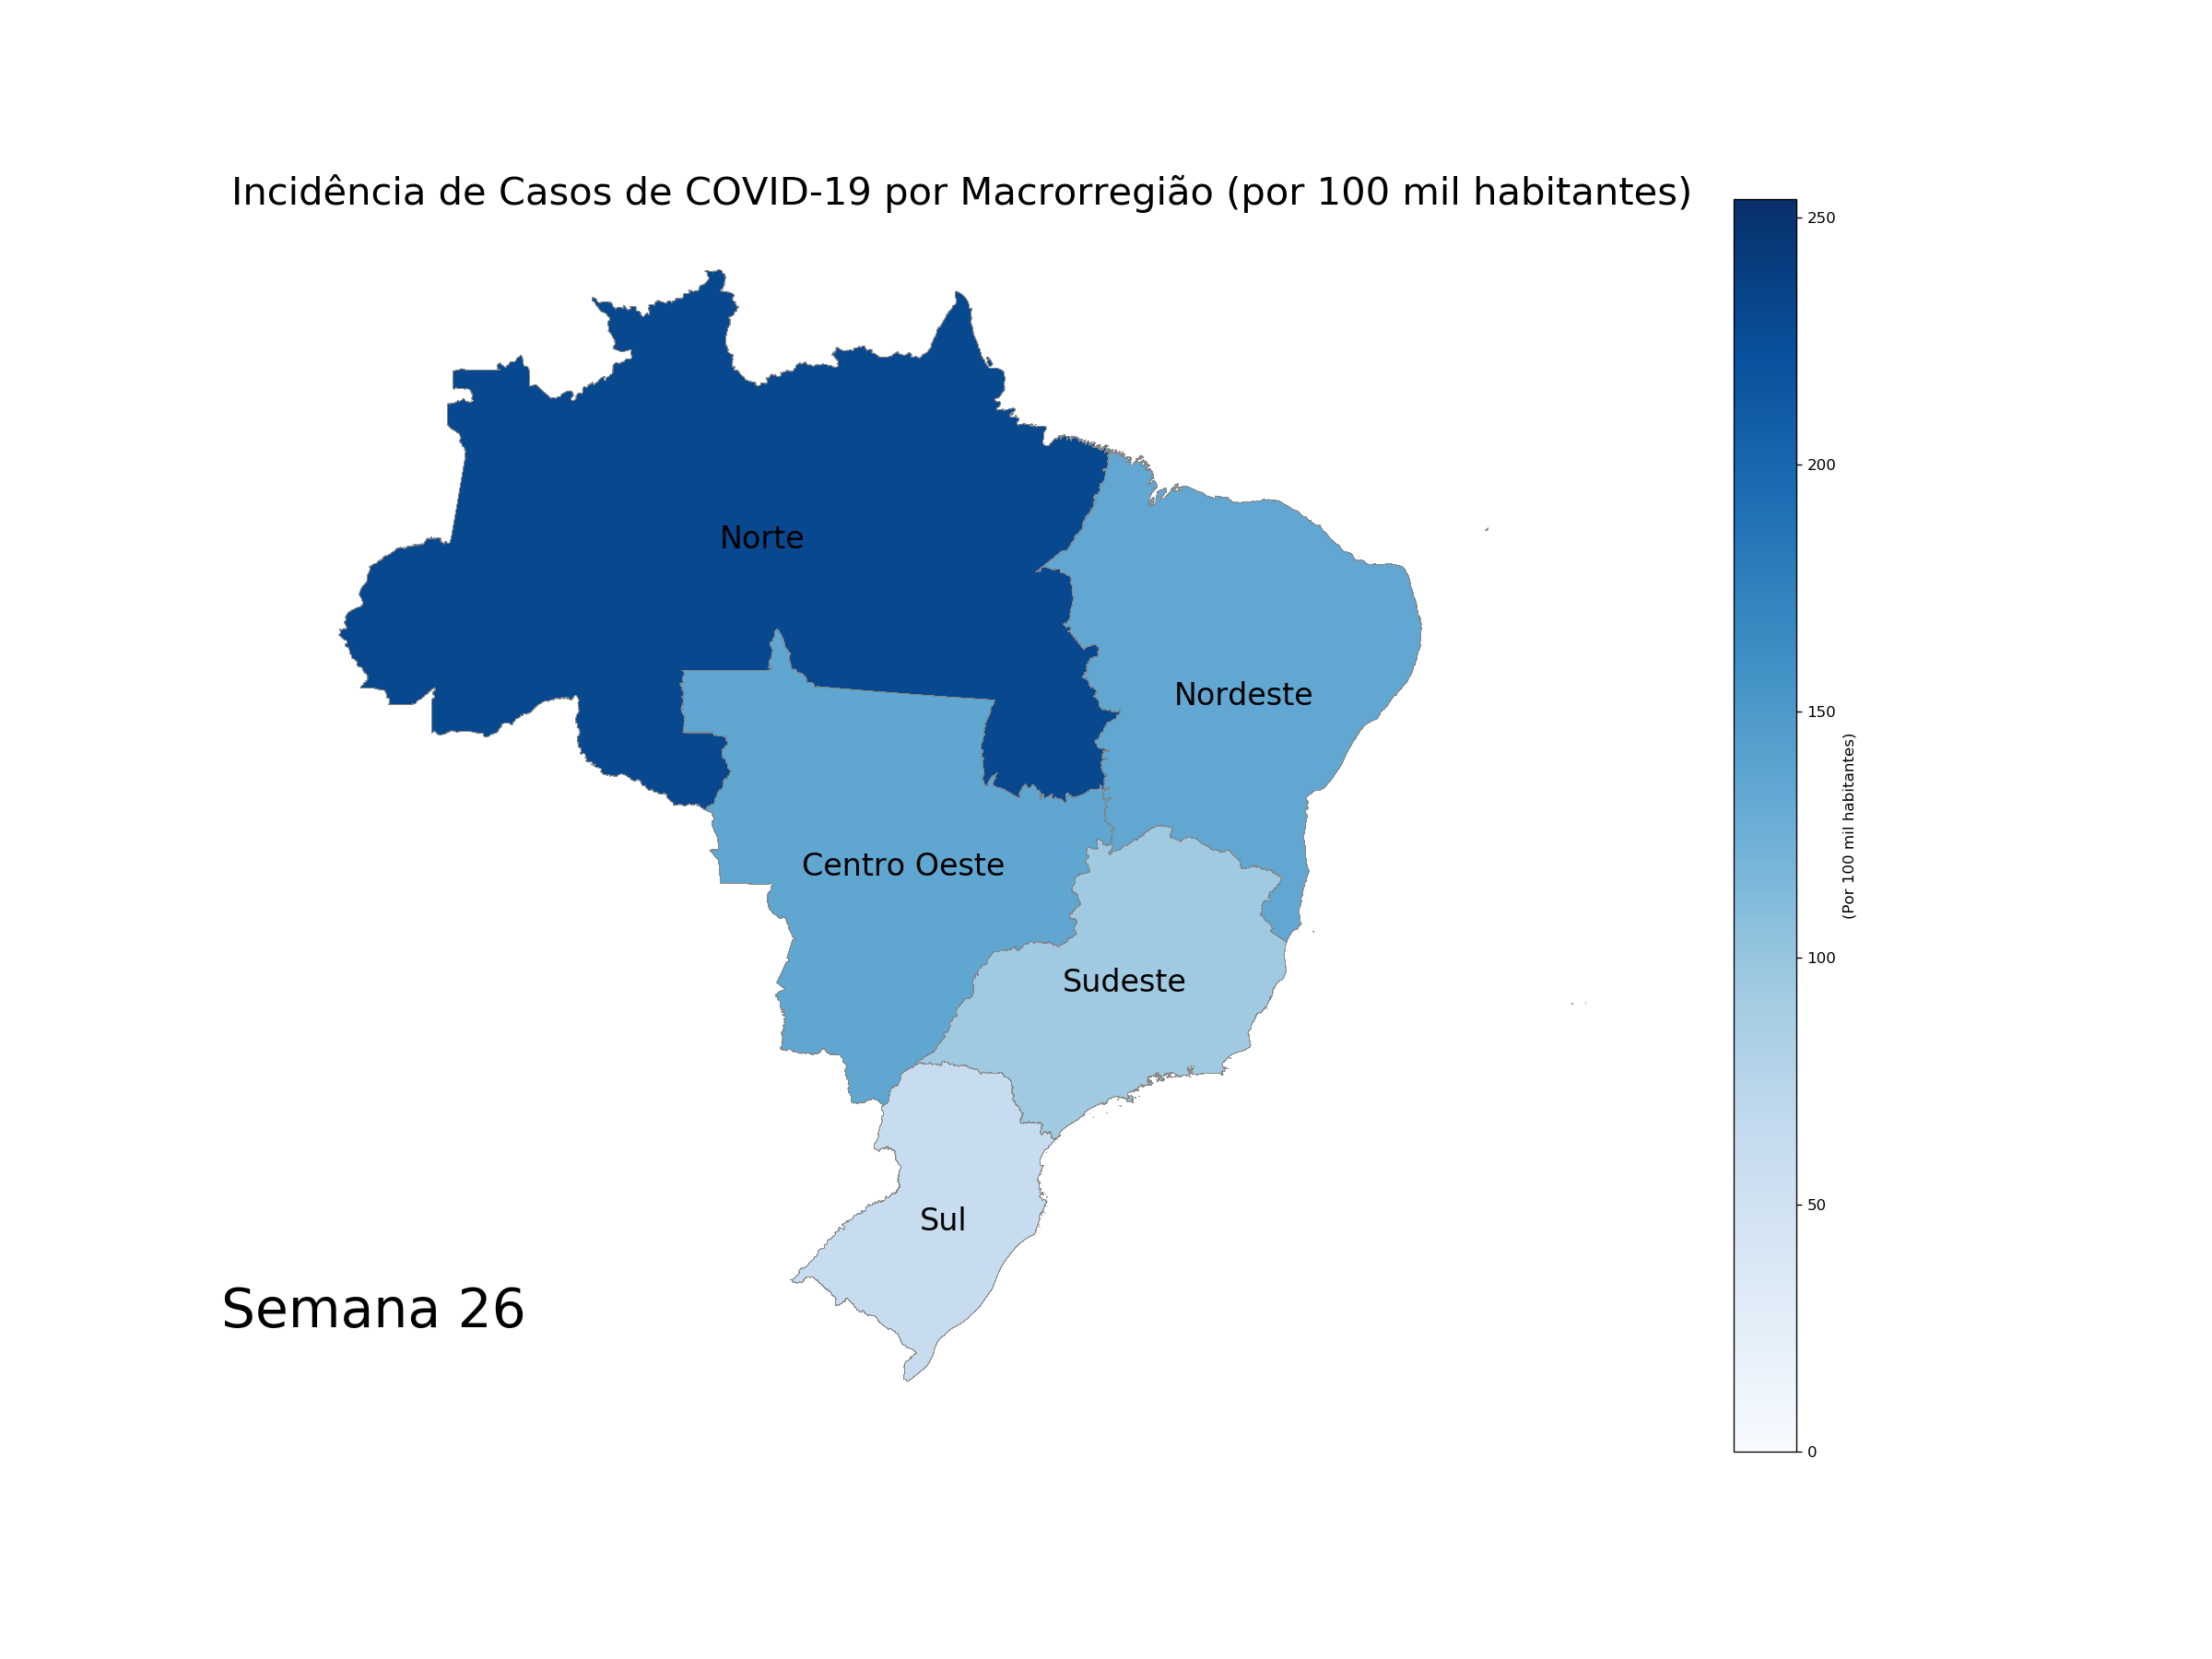 Incidência de Casos de COVID-19 por Macrorregião (por 100 mil habitantes)
250
200
150
100
50
0
(Por 100 mil habitantes)
Norte
Nordeste
Centro Oeste
Sudeste
Sul
Semana 26